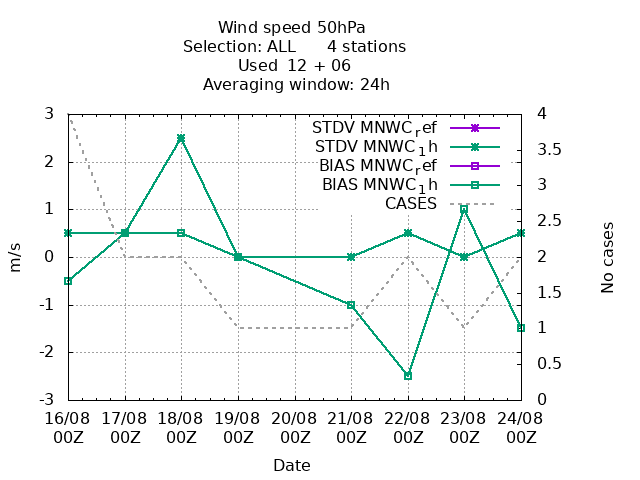 Wind speed 50hPa
Selection: ALL 4 stations
Used 12 + 06
Averaging window: 24h
STDV MNWC_ref
STDV MNWC_1h
BIAS MNWC_ref
BIAS MNWC_1h
CASES
3
2
1
0
-1
-2
-3
m/s
4
3.5
3
2.5
2
1.5
1
0.5
0
No cases
16/08 17/08 18/08 19/08 20/08 21/08 22/08 23/08 24/08
00Z 00Z 00Z 00Z 00Z 00Z 00Z 00Z 00Z
Date